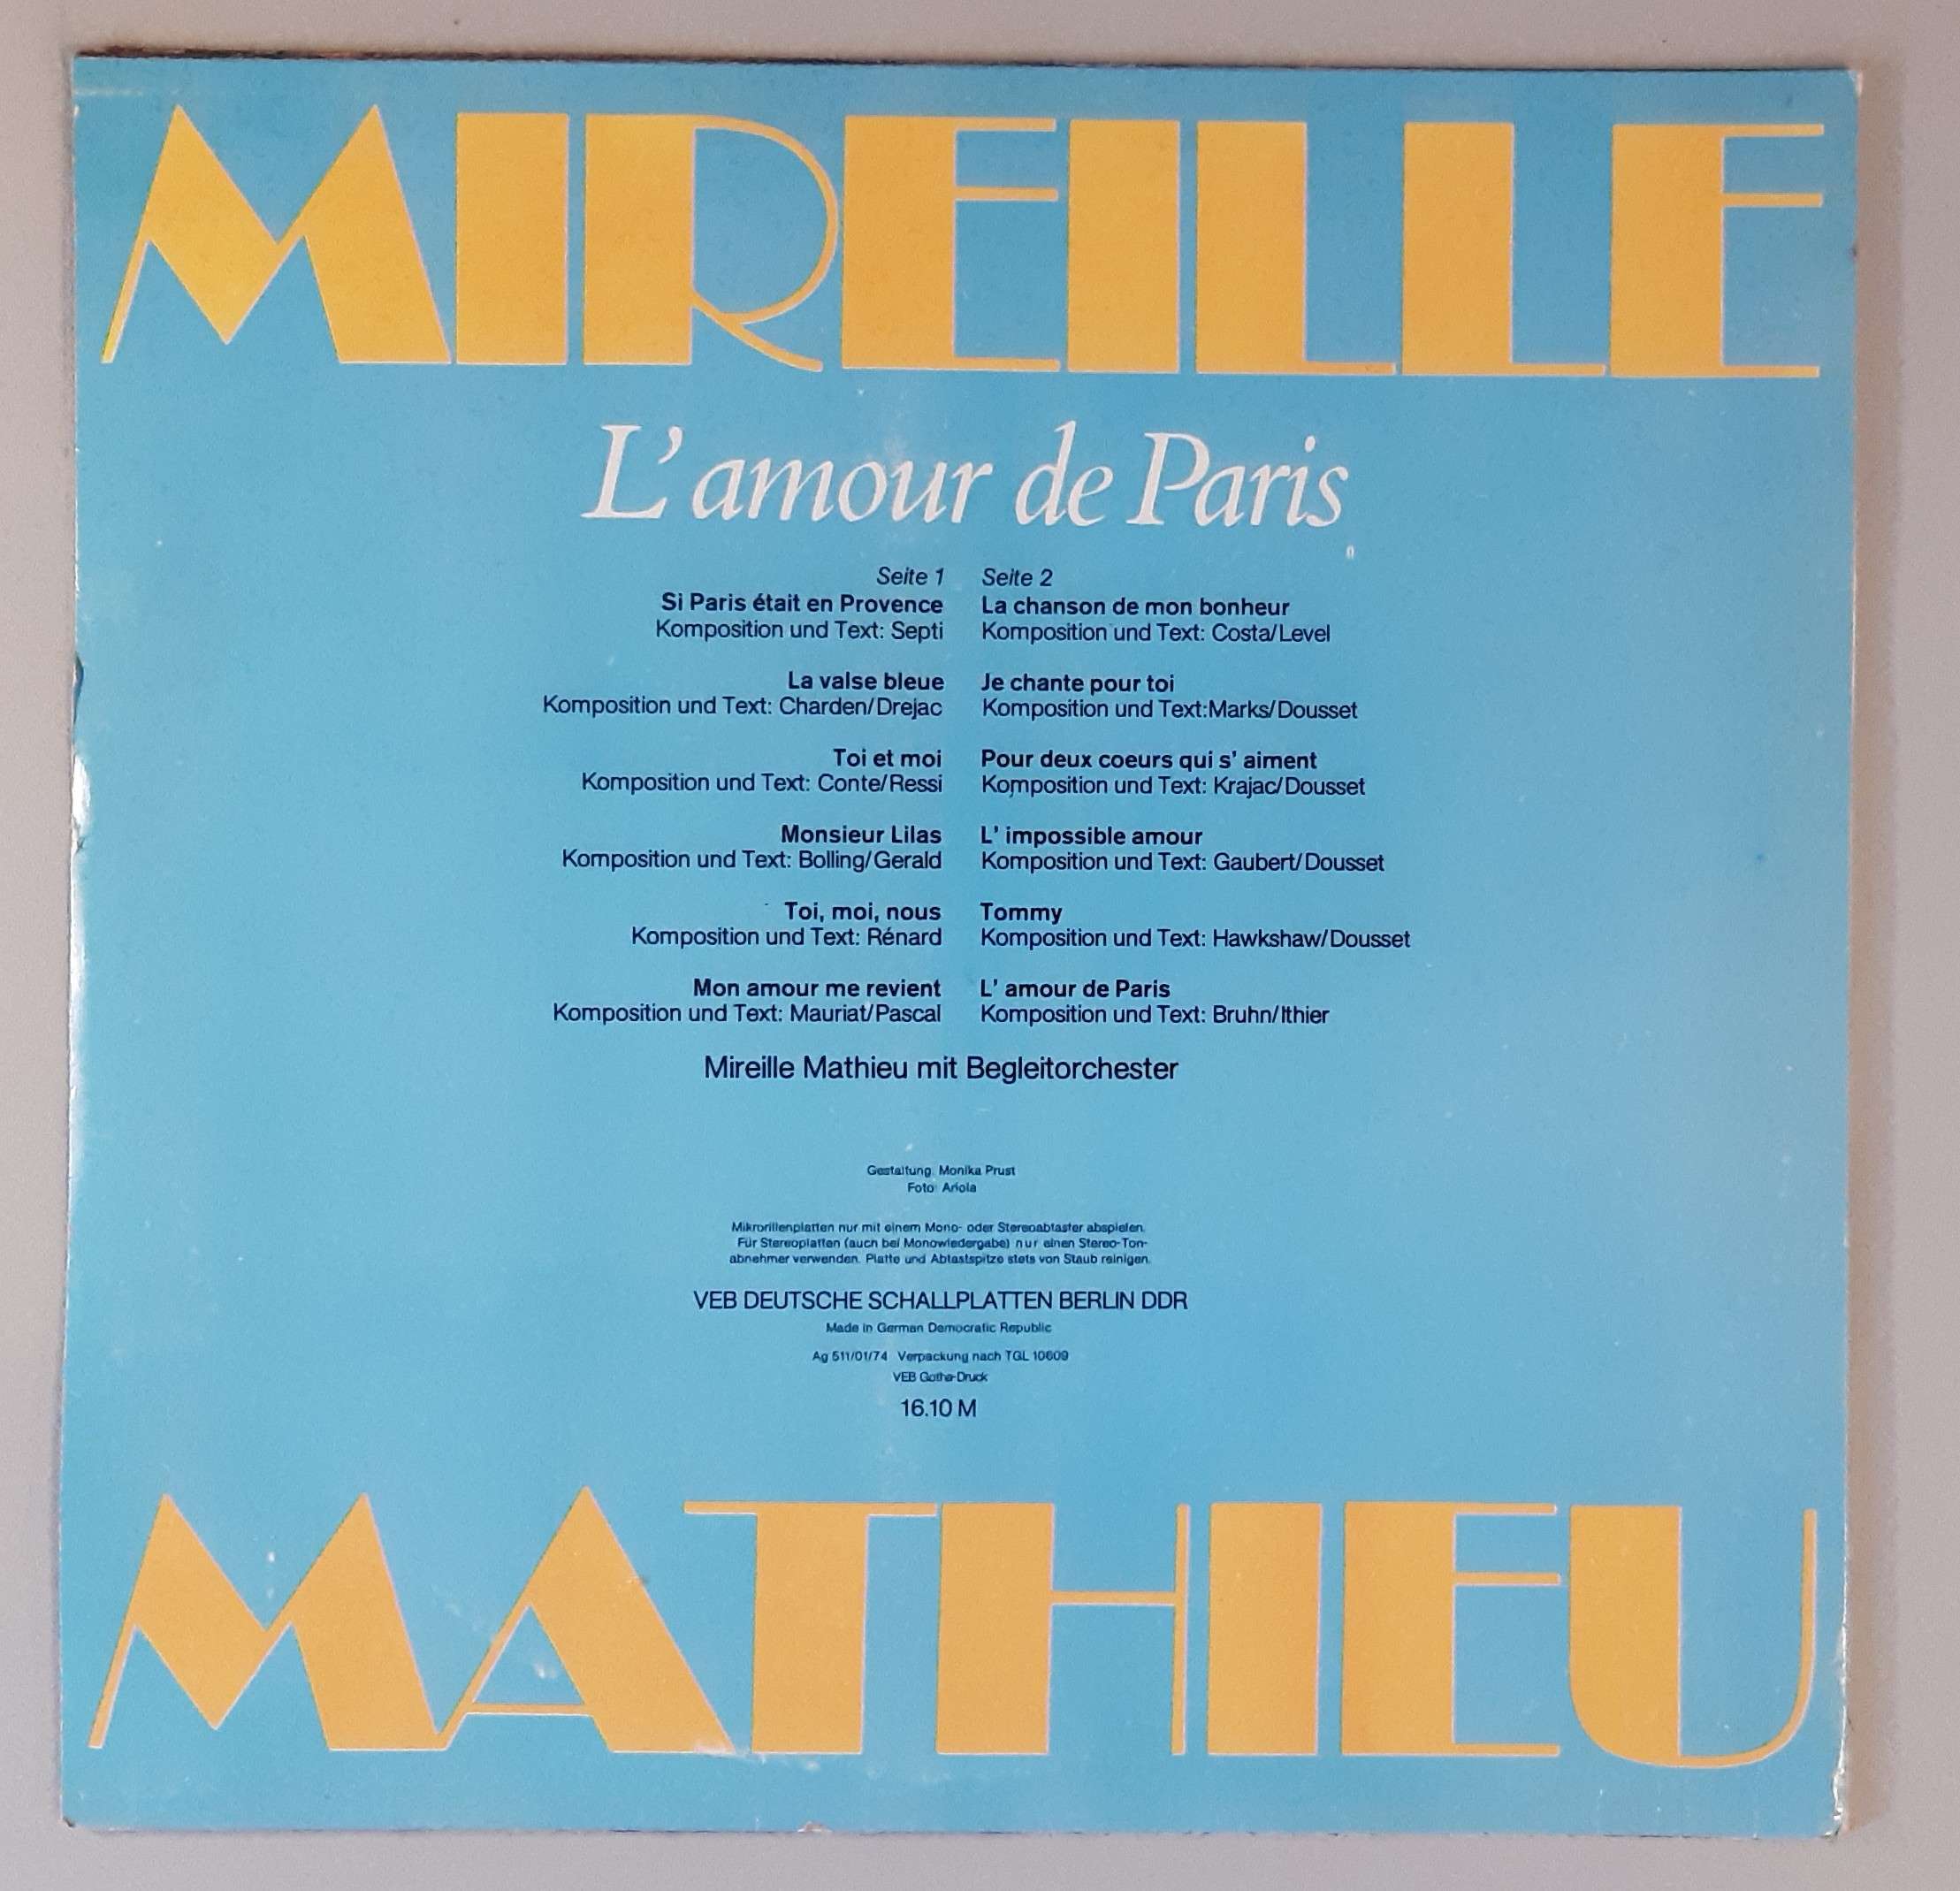 MIREILLE
L'amour de Paris
Seite 1
Si Paris était en Provence
Komposition und Text: Septi
La valse bleue
Komposition und Text: Charden/Drejac
Toi et moi
Komposition und Text: Conte/Ressi
Monsieur Lilas
Komposition und Text: Bolling/Gerald
Toi, moi, nous
Komposition und Text: Rénard
Mon amour me revient
Komposition und Text: Mauriat/Pascal
Seite 2
La chanson de mon bonheur
Komposition und Text: Costa/Level
Je chante pour toi
Komposition und Text:Marks/Dousset
Pour deux coeurs qui s' aiment
Komposition und Text: Krajac/Dousset
L' impossible amour
Komposition und Text: Gaubert/Dousset
Tommy
Komposition und Text: Hawkshaw/Dousset
L' amour de Paris
Komposition und Text: Bruhn/Ithier
Mireille Mathieu mit Begleitorchester
Gestaltung: Monika Prust
Foto: Ariola
Mikrorillenplatten nur mit einem Mono- oder Stereoabtaster abspielen.
Für Stereoplatten (auch bei Monowiedergabe) nur einen Stereo-Ton-
abnehmer verwenden. Platte und Abtastspitze stets von Staub reinigen.
VEB DEUTSCHE SCHALLPLATTEN BERLIN DDR
Made in German Democratic Republic
Ag 511/01/74 Verpackung nach TGL 10609
VEB Gotha-Druck
16.10 M
MATHIEU